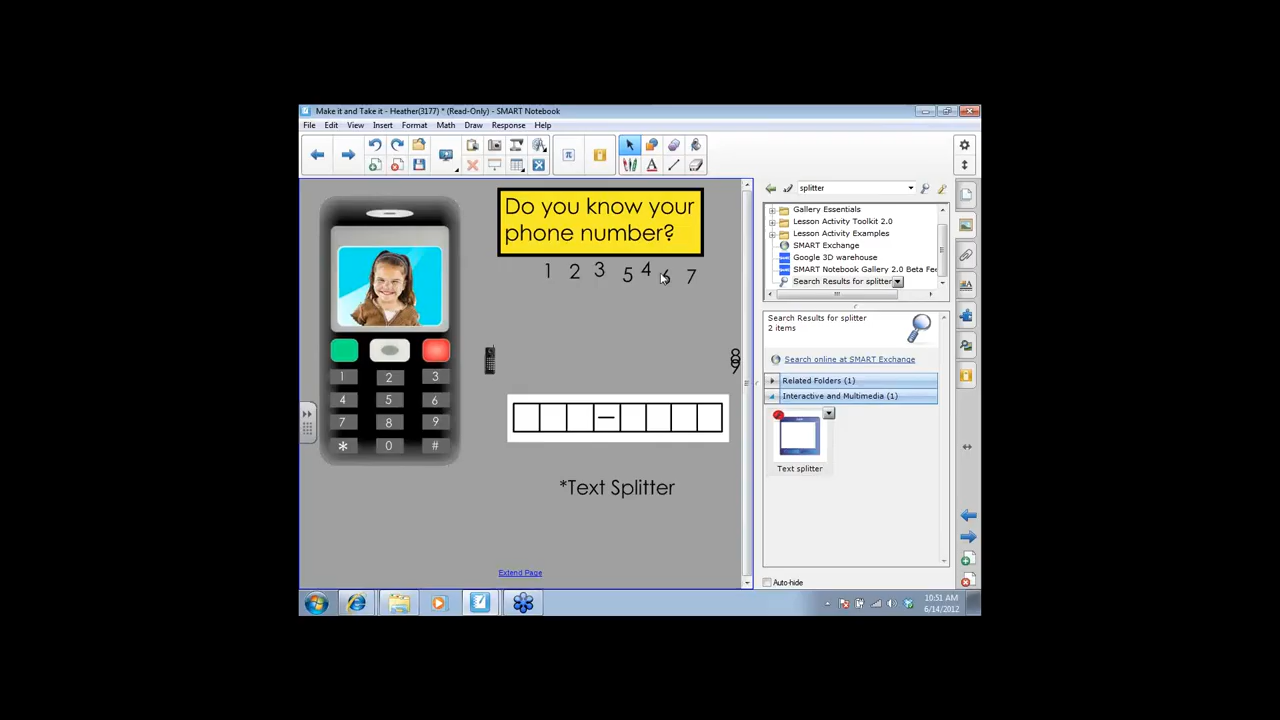 Make it and Take it - Heather(3177) * (Read-Only) - SMART Notebook
File Edit View Insert Format Math Draw Response Help
splitter
Do you know your
phone number?
1 2 3 5 4 6 7
8
9
1 2 3
4 5 6
7 8 9
* 0 #
*Text Splitter
Extend Page
Gallery Essentials
Lesson Activity Toolkit 2.0
Lesson Activity Examples
SMART Exchange
Google 3D warehouse
SMART Notebook Gallery 2.0 Beta Fee
Search Results for splitter
Search Results for splitter
2 items
Search online at SMART Exchange
Related Folders (1)
Interactive and Multimedia (1)
Text splitter
Auto-hide
10:51 AM
6/14/2012